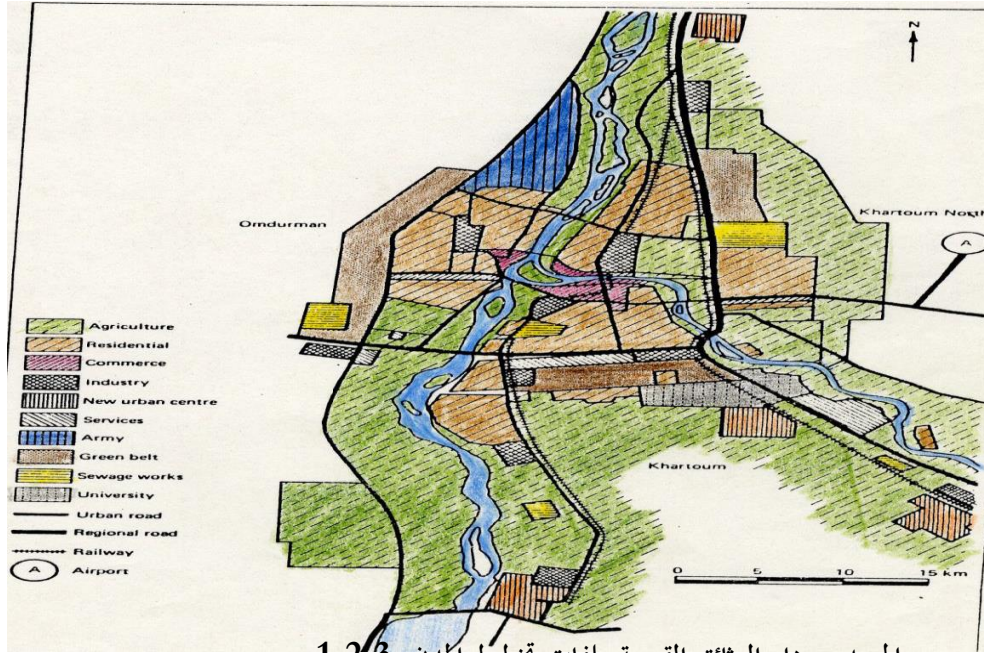 N
Omdurman
Khartoum North
A
Agriculture
Residential
Commerce
Industry
New urban centre
Services
Army
Green belt
Sewage works
University
Urban road
Regional road
Railway
A Airport
Khartoum
0 5 10 15 km
1-2-3